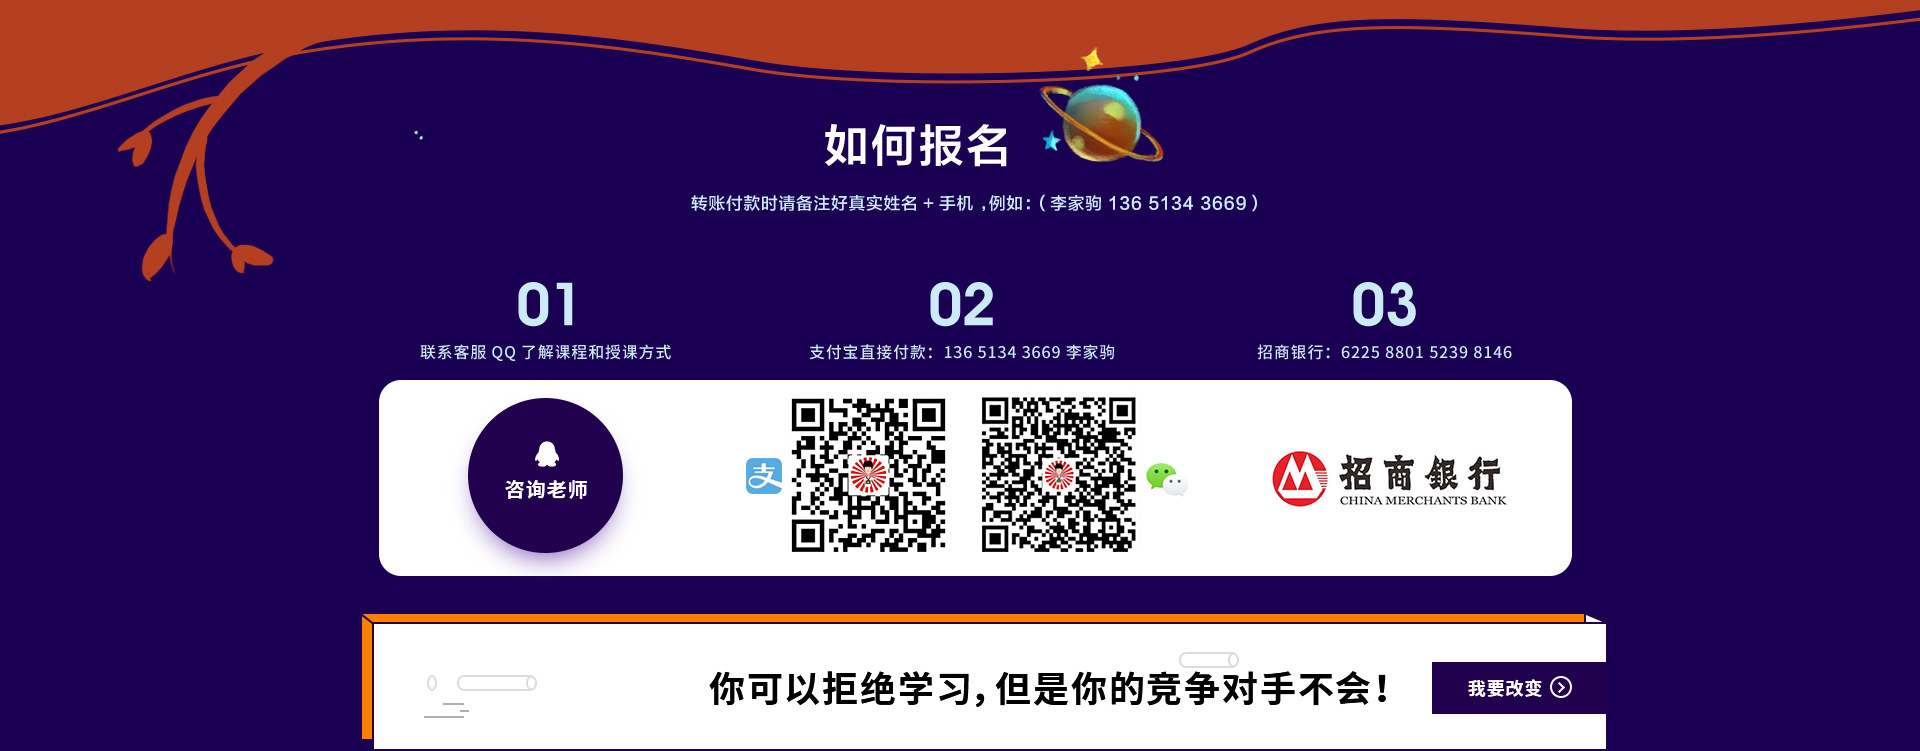 如何报名
转账付款时请备注好真实姓名 + 手机 ,例如:( 李家驹 136 5134 3669 )
01
联系客服 QQ 了解课程和授课方式
02
支付宝直接付款：136 5134 3669 李家驹
03
招商银行：6225 8801 5239 8146
咨询老师
支
招商銀行
CHINA MERCHANTS BANK
你可以拒绝学习，但是你的竞争对手不会！
我要改变